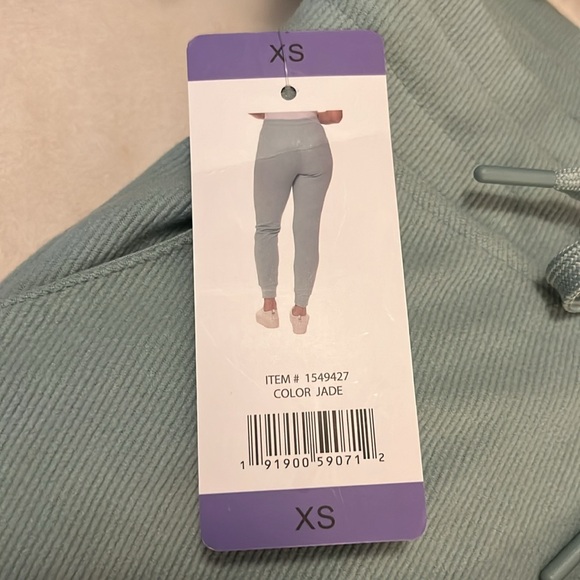 XS
ITEM # 1549427
COLOR JADE
1 91900 59071 2
XS